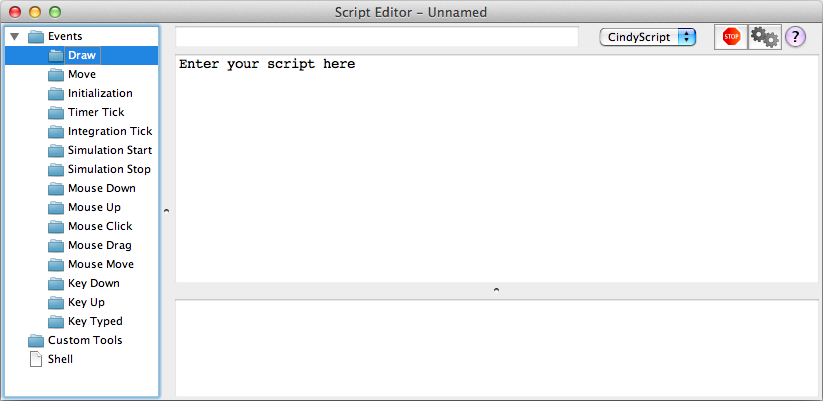 Script Editor – Unnamed
Events
Draw
Move
Initialization
Timer Tick
Integration Tick
Simulation Start
Simulation Stop
Mouse Down
Mouse Up
Mouse Click
Mouse Drag
Mouse Move
Key Down
Key Up
Key Typed
Custom Tools
Shell
CindyScript
STOP
?
Enter your script here